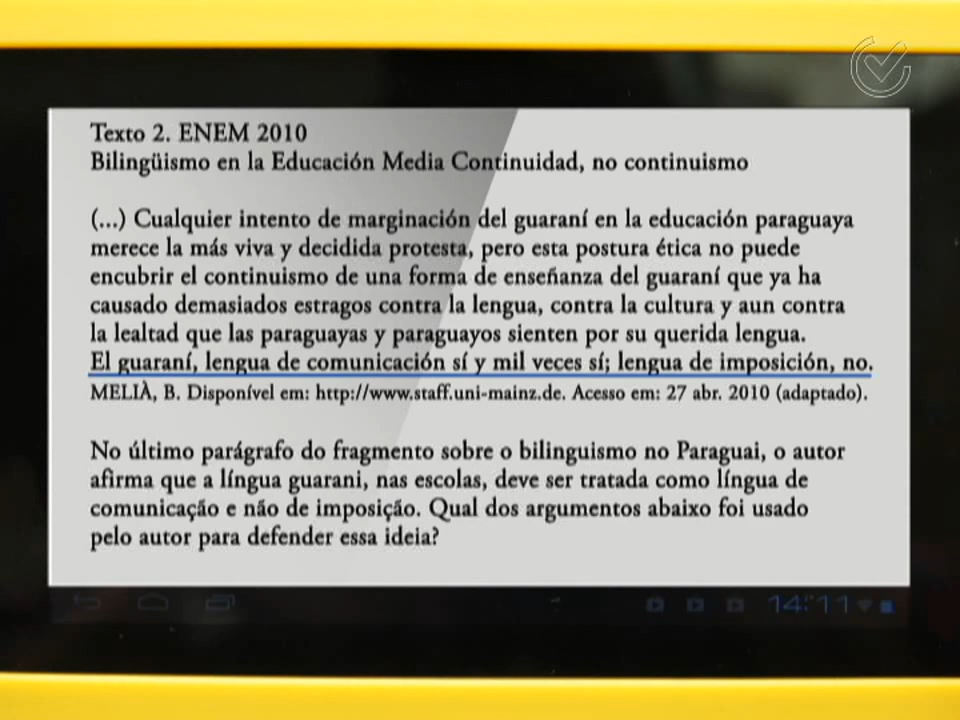 Texto 2. ENEM 2010
Bilingüismo en la Educación Media Continuidad, no continuismo
(...) Cualquier intento de marginación del guaraní en la educación paraguaya
merece la más viva y decidida protesta, pero esta postura ética no puede
encubrir el continuismo de una forma de enseñanza del guaraní que ya ha
causado demasiados estragos contra la lengua, contra la cultura y aun contra
la lealtad que las paraguayas y paraguayos sienten por su querida lengua.
El guaraní, lengua de comunicación sí y mil veces sí; lengua de imposición, no.
MELIÀ, B. Disponível em: http://www.staff.uni-mainz.de. Acesso em: 27 abr. 2010 (adaptado).
No último parágrafo do fragmento sobre o bilinguismo no Paraguai, o autor
afirma que a língua guarani, nas escolas, deve ser tratada como língua de
comunicação e não de imposição. Qual dos argumentos abaixo foi usado
pelo autor para defender essa ideia?
14:11